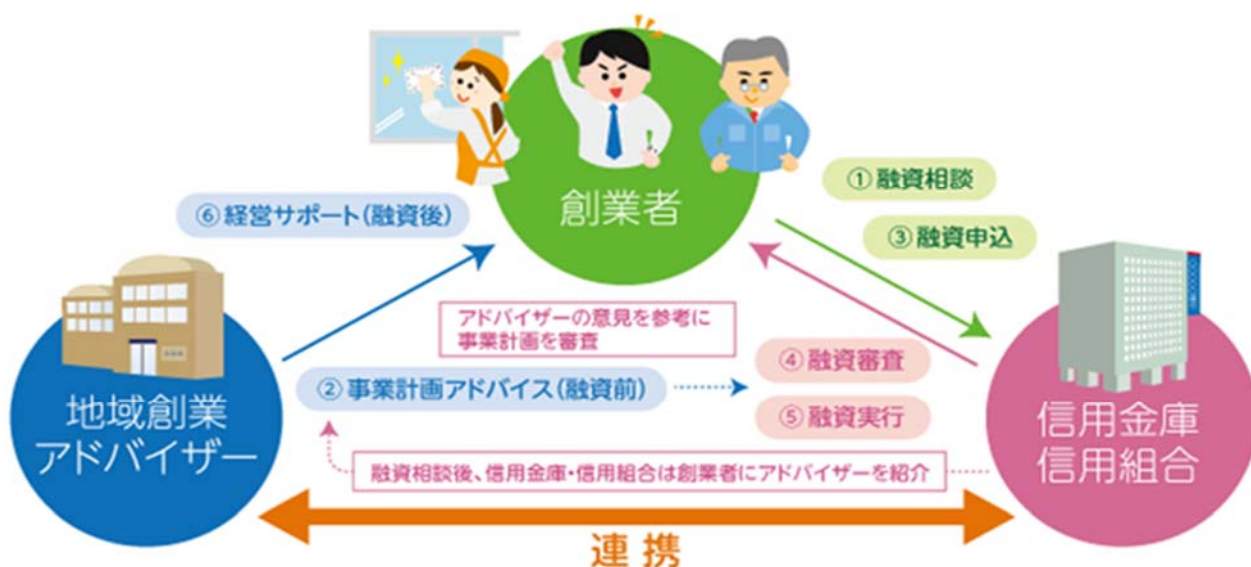 創業者
① 融資相談
③ 融資申込
⑥ 経営サポート(融資後)
アドバイザーの意見を参考に
事業計画を審査
② 事業計画アドバイス(融資前)
④ 融資審査
⑤ 融資実行
地域創業
アドバイザー
信用金庫
信用組合
融資相談後、信用金庫・信用組合は創業者にアドバイザーを紹介
連携